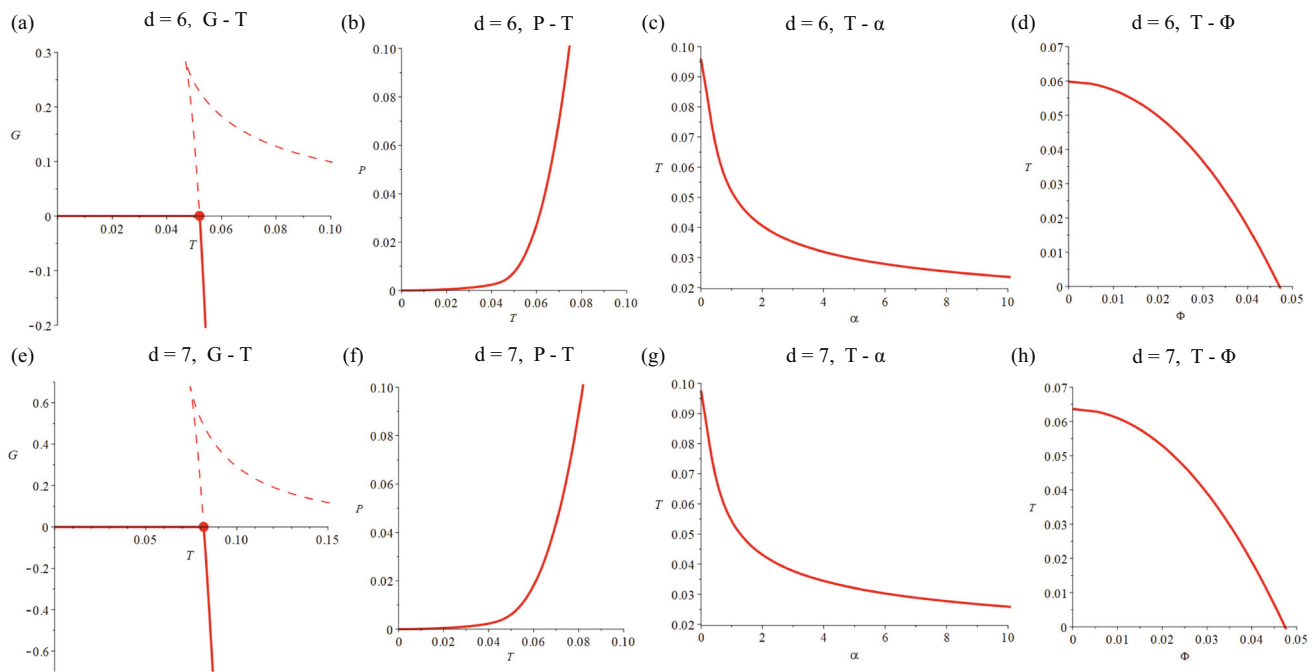 (a) d = 6, G - T
0.3
0.2
G
0.1
0
0.02 0.04 0.06 0.08 0.10
T
−0.1
−0.2
(b) d = 6, P - T
0.10
0.08
P
0.06
0.04
0.02
0
0 0.02 0.04 0.06 0.08 0.10
T
(c) d = 6, T - α
0.10
0.09
0.08
0.07
T
0.06
0.05
0.04
0.03
0.02
0 2 4 6 8 10
α
(d) d = 6, T - Φ
0.07
0.06
0.05
0.04
T
0.03
0.02
0.01
0
0 0.01 0.02 0.03 0.04 0.05
Φ
(e) d = 7, G - T
0.6
0.4
G
0.2
0
0.05 0.10 0.15
T
−0.2
−0.4
−0.6
(f) d = 7, P - T
0.10
0.08
P
0.06
0.04
0.02
0
0 0.02 0.04 0.06 0.08 0.10
T
(g) d = 7, T - α
0.10
0.09
0.08
0.07
T
0.06
0.05
0.04
0.03
0.02
0 2 4 6 8 10
α
(h) d = 7, T - Φ
0.07
0.06
0.05
0.04
T
0.03
0.02
0.01
0
0 0.01 0.02 0.03 0.04 0.05
Φ